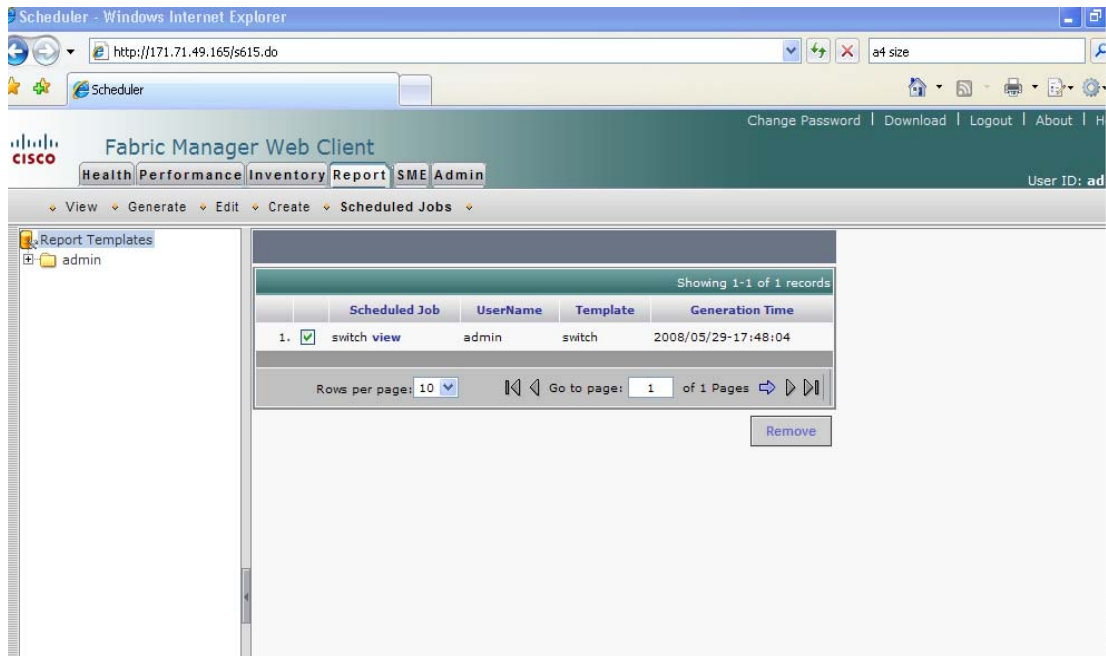 Scheduler - Windows Internet Explorer
http://171.71.49.165/s615.do
a4 size
Scheduler
Change Password | Download | Logout | About | H
CISCO
Fabric Manager Web Client
Health Performance Inventory Report SME Admin
User ID: ad
View Generate Edit Create Scheduled Jobs
Report Templates
admin
Showing 1-1 of 1 records
Scheduled Job UserName Template Generation Time
1. switch view admin switch 2008/05/29-17:48:04
Rows per page: 10 Go to page: 1 of 1 Pages
Remove